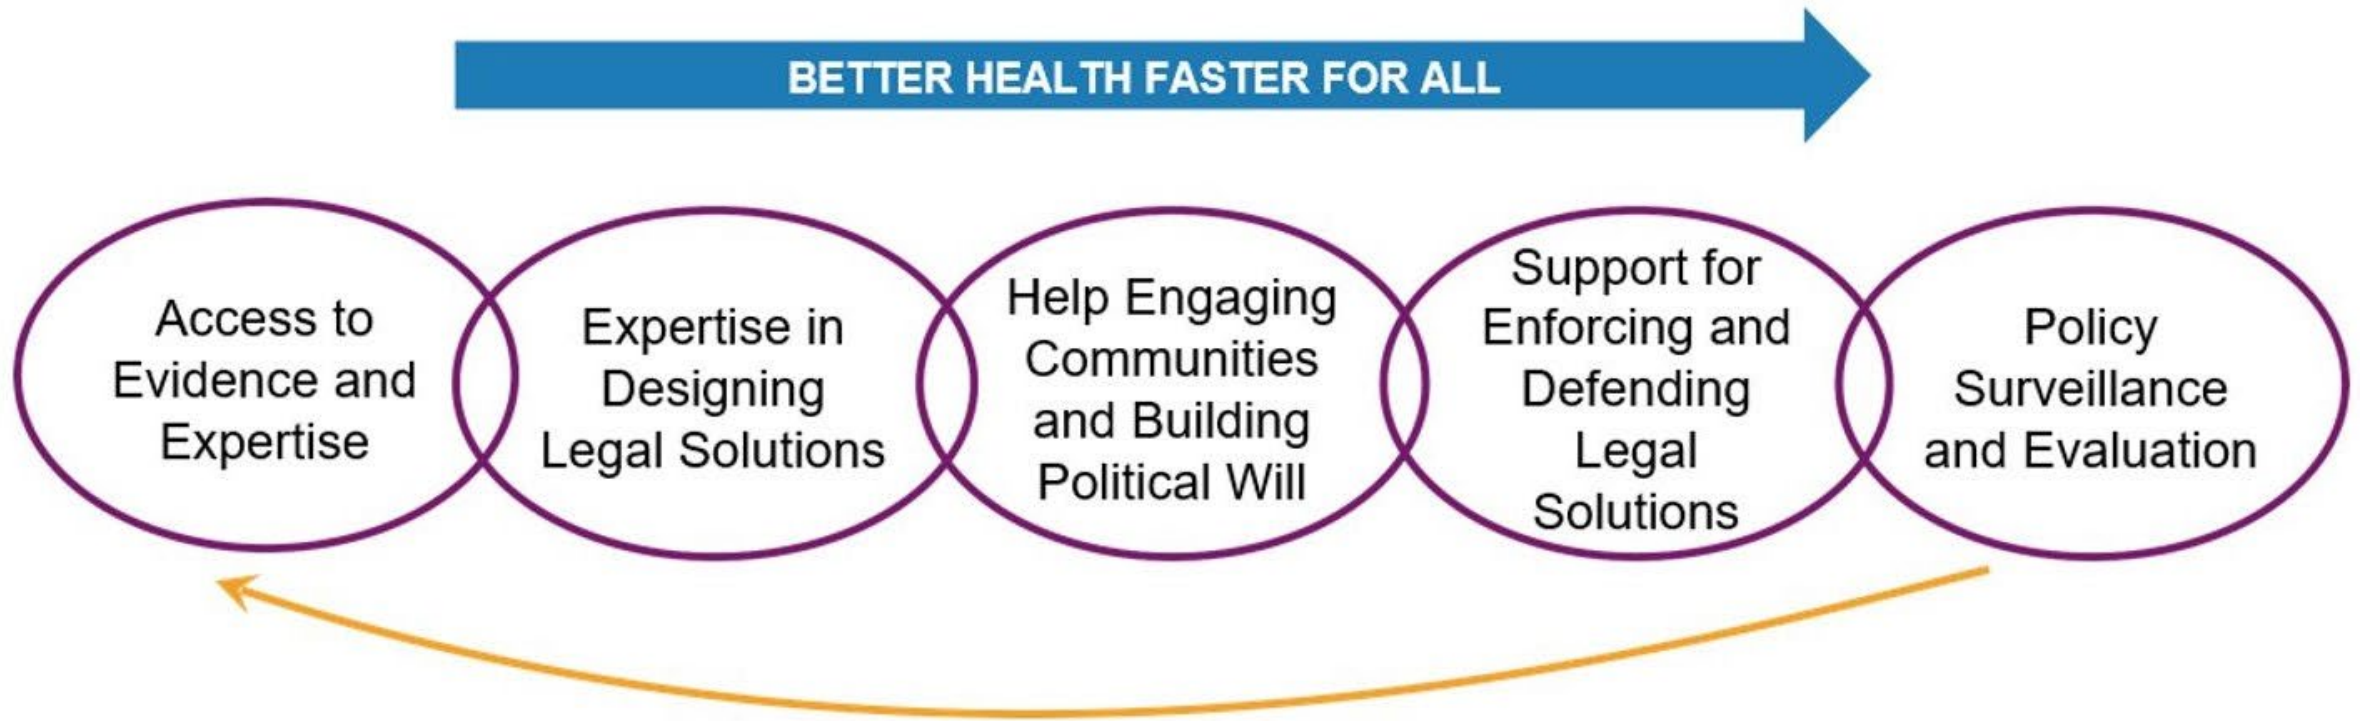 BETTER HEALTH FASTER FOR ALL
Access to
Evidence and
Expertise
Expertise in
Designing
Legal Solutions
Help Engaging
Communities
and Building
Political Will
Support for
Enforcing and
Defending
Legal
Solutions
Policy
Surveillance
and Evaluation